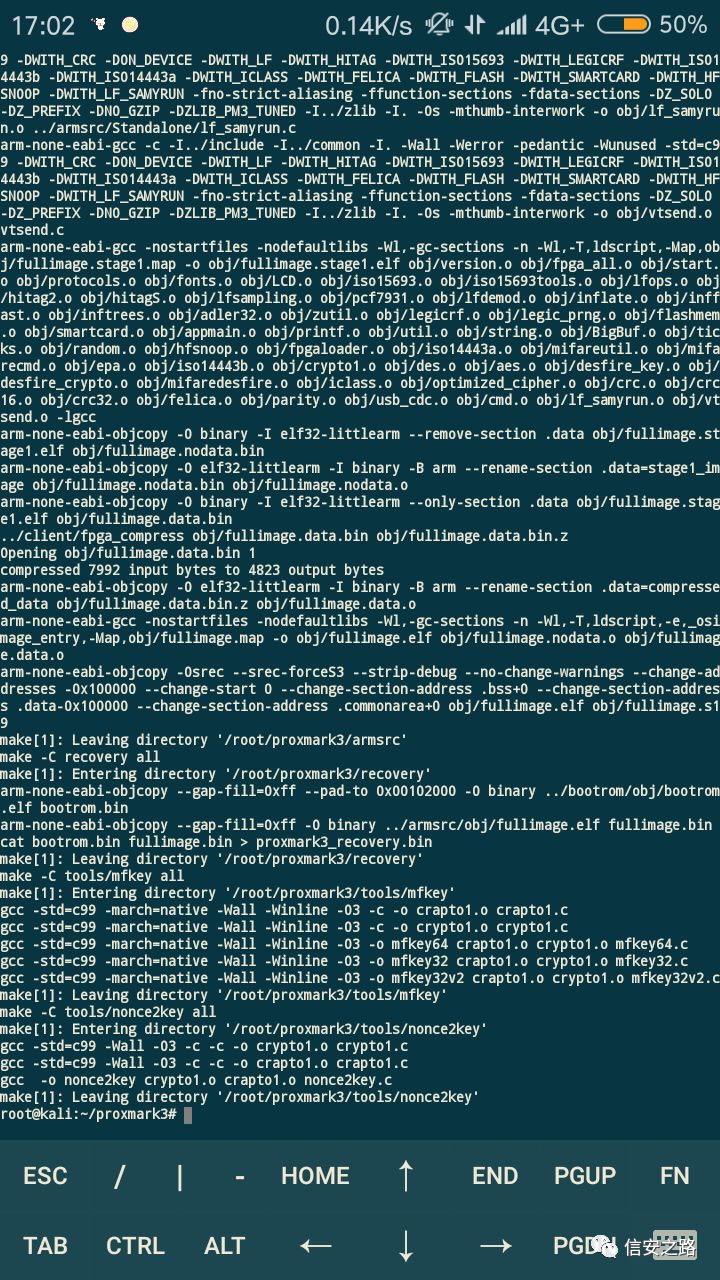 17:02 0.14K/s 4G+ 50%
9 -DWITH_CRC -DON_DEVICE -DWITH_LF -DWITH_HITAG -DWITH_ISO15693 -DWITH_LEGICRF -DWITH_ISO1
4443b -DWITH_ISO14443a -DWITH_ICLASS -DWITH_FELICA -DWITH_FLASH -DWITH_SMARTCARD -DWITH_HF
SNOOP -DWITH_LF_SAMYRUN -fno-strict-aliasing -ffunction-sections -fdata-sections -DZ_SOLO
-DZ_PREFIX -DNO_GZIP -DZLIB_PM3_TUNED -I../zlib -I. -Os -mthumb-interwork -o obj/lf_samyru
n.o ../armsrc/Standalone/lf_samyrun.c
arm-none-eabi-gcc -c -I../include -I../common -I. -Wall -Werror -pedantic -Wunused -std=c9
9 -DWITH_CRC -DON_DEVICE -DWITH_LF -DWITH_HITAG -DWITH_ISO15693 -DWITH_LEGICRF -DWITH_ISO1
4443b -DWITH_ISO14443a -DWITH_ICLASS -DWITH_FELICA -DWITH_FLASH -DWITH_SMARTCARD -DWITH_HF
SNOOP -DWITH_LF_SAMYRUN -fno-strict-aliasing -ffunction-sections -fdata-sections -DZ_SOLO
-DZ_PREFIX -DNO_GZIP -DZLIB_PM3_TUNED -I../zlib -I. -Os -mthumb-interwork -o obj/vtsend.o
vtsend.c
arm-none-eabi-gcc -nostartfiles -nodefaultlibs -Wl,-gc-sections -n -Wl,-T,ldscript,-Map,ob
j/fullimage.stage1.map -o obj/fullimage.stage1.elf obj/version.o obj/fpga_all.o obj/start.
o obj/protocols.o obj/fonts.o obj/LCD.o obj/iso15693.o obj/iso15693tools.o obj/lfops.o obj
/hitag2.o obj/hitagS.o obj/lfsampling.o obj/pcf7931.o obj/lfdemod.o obj/inflate.o obj/inff
ast.o obj/inftrees.o obj/adler32.o obj/zutil.o obj/legicrf.o obj/legic_prng.o obj/flashmem
.o obj/smartcard.o obj/appmain.o obj/printf.o obj/util.o obj/string.o obj/BigBuf.o obj/tic
ks.o obj/random.o obj/hfsnoop.o obj/fpgaloader.o obj/iso14443a.o obj/mifareutil.o obj/mifa
recmd.o obj/epa.o obj/iso14443b.o obj/crypto1.o obj/des.o obj/aes.o obj/desfire_key.o obj/
desfire_crypto.o obj/mifaredesfire.o obj/iclass.o obj/optimized_cipher.o obj/crc.o obj/crc
16.o obj/crc32.o obj/felica.o obj/parity.o obj/usb_cdc.o obj/cmd.o obj/lf_samyrun.o obj/vt
send.o -lgcc
arm-none-eabi-objcopy -O binary -I elf32-littlearm --remove-section .data obj/fullimage.st
age1.elf obj/fullimage.nodata.bin
arm-none-eabi-objcopy -O elf32-littlearm -I binary -B arm --rename-section .data=stage1_im
age obj/fullimage.nodata.bin obj/fullimage.nodata.o
arm-none-eabi-objcopy -O binary -I elf32-littlearm --only-section .data obj/fullimage.stag
e1.elf obj/fullimage.data.bin
../client/fpga_compress obj/fullimage.data.bin obj/fullimage.data.bin.z
Opening obj/fullimage.data.bin 1
compressed 7992 input bytes to 4823 output bytes
arm-none-eabi-objcopy -O elf32-littlearm -I binary -B arm --rename-section .data=compresse
d_data obj/fullimage.data.bin.z obj/fullimage.data.o
arm-none-eabi-gcc -nostartfiles -nodefaultlibs -Wl,-gc-sections -n -Wl,-T,ldscript,-e,_osi
mage_entry,-Map,obj/fullimage.map -o obj/fullimage.elf obj/fullimage.nodata.o obj/fullimag
e.data.o
arm-none-eabi-objcopy -Osrec --srec-forceS3 --strip-debug --no-change-warnings --change-ad
dresses -0x100000 --change-start 0 --change-section-address .bss+0 --change-section-addres
s .data-0x100000 --change-section-address .commonarea+0 obj/fullimage.elf obj/fullimage.s1
9
make[1]: Leaving directory '/root/proxmark3/armsrc'
make -C recovery all
make[1]: Entering directory '/root/proxmark3/recovery'
arm-none-eabi-objcopy --gap-fill=0xff --pad-to 0x00102000 -O binary ../bootrom/obj/bootrom
.elf bootrom.bin
arm-none-eabi-objcopy --gap-fill=0xff -O binary ../armsrc/obj/fullimage.elf fullimage.bin
cat bootrom.bin fullimage.bin > proxmark3_recovery.bin
make[1]: Leaving directory '/root/proxmark3/recovery'
make -C tools/mfkey all
make[1]: Entering directory '/root/proxmark3/tools/mfkey'
gcc -std=c99 -march=native -Wall -Winline -O3 -c -o crapto1.o crapto1.c
gcc -std=c99 -march=native -Wall -Winline -O3 -c -o crypto1.o crypto1.c
gcc -std=c99 -march=native -Wall -Winline -O3 -o mfkey64 crapto1.o crypto1.o mfkey64.c
gcc -std=c99 -march=native -Wall -Winline -O3 -o mfkey32 crapto1.o crypto1.o mfkey32.c
gcc -std=c99 -march=native -Wall -Winline -O3 -o mfkey32v2 crapto1.o crypto1.o mfkey32v2.c
make[1]: Leaving directory '/root/proxmark3/tools/mfkey'
make -C tools/nonce2key all
make[1]: Entering directory '/root/proxmark3/tools/nonce2key'
gcc -std=c99 -Wall -O3 -c -c -o crypto1.o crypto1.c
gcc -std=c99 -Wall -O3 -c -c -o crapto1.o crapto1.c
gcc  -o nonce2key crypto1.o crapto1.o nonce2key.c
make[1]: Leaving directory '/root/proxmark3/tools/nonce2key'
root@kali:~/proxmark3#
ESC / | - HOME ↑ END PGUP FN
TAB CTRL ALT ← ↓ → PGDN 信安之路